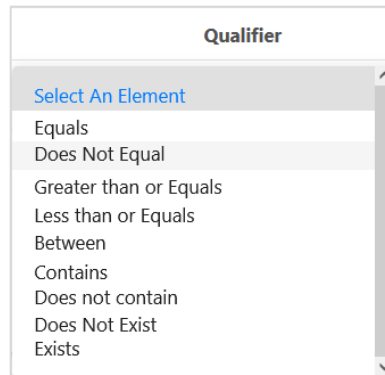 Qualifier
Select An Element
Equals
Does Not Equal
Greater than or Equals
Less than or Equals
Between
Contains
Does not contain
Does Not Exist
Exists